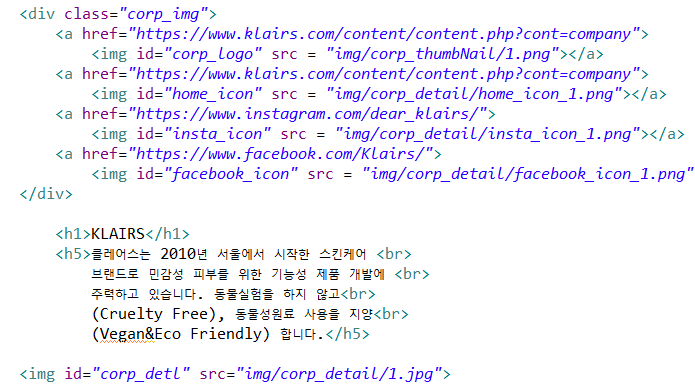 <div class="corp_img">
<a href="https://www.klairs.com/content/content.php?cont=company">
<img id="corp_logo" src = "img/corp_thumbNail/1.png"></a>
<a href="https://www.klairs.com/content/content.php?cont=company">
<img id="home_icon" src = "img/corp_detail/home_icon_1.png"></a>
<a href="https://www.instagram.com/dear_klairs/">
<img id="insta_icon" src = "img/corp_detail/insta_icon_1.png"></a>
<a href="https://www.facebook.com/Klairs/">
<img id="facebook_icon" src = "img/corp_detail/facebook_icon_1.png"
</div>
<h1>KLAIRS</h1>
<h5>클레어스는 2010년 서울에서 시작한 스킨케어 <br>
브랜드로 민감성 피부를 위한 기능성 제품 개발에 <br>
주력하고 있습니다. 동물실험을 하지 않고<br>
(Cruelty Free), 동물성원료 사용을 지양<br>
(Vegan&Eco Friendly) 합니다.</h5>
<img id="corp_detl" src="img/corp_detail/1.jpg">